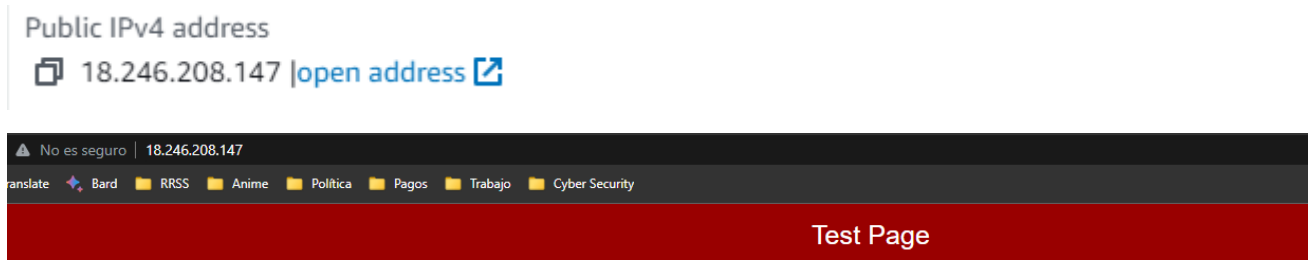 Public IPv4 address
18.246.208.147 |open address
No es seguro | 18.246.208.147
ranslate Bard RRSS Anime Política Pagos Trabajo Cyber Security
Test Page